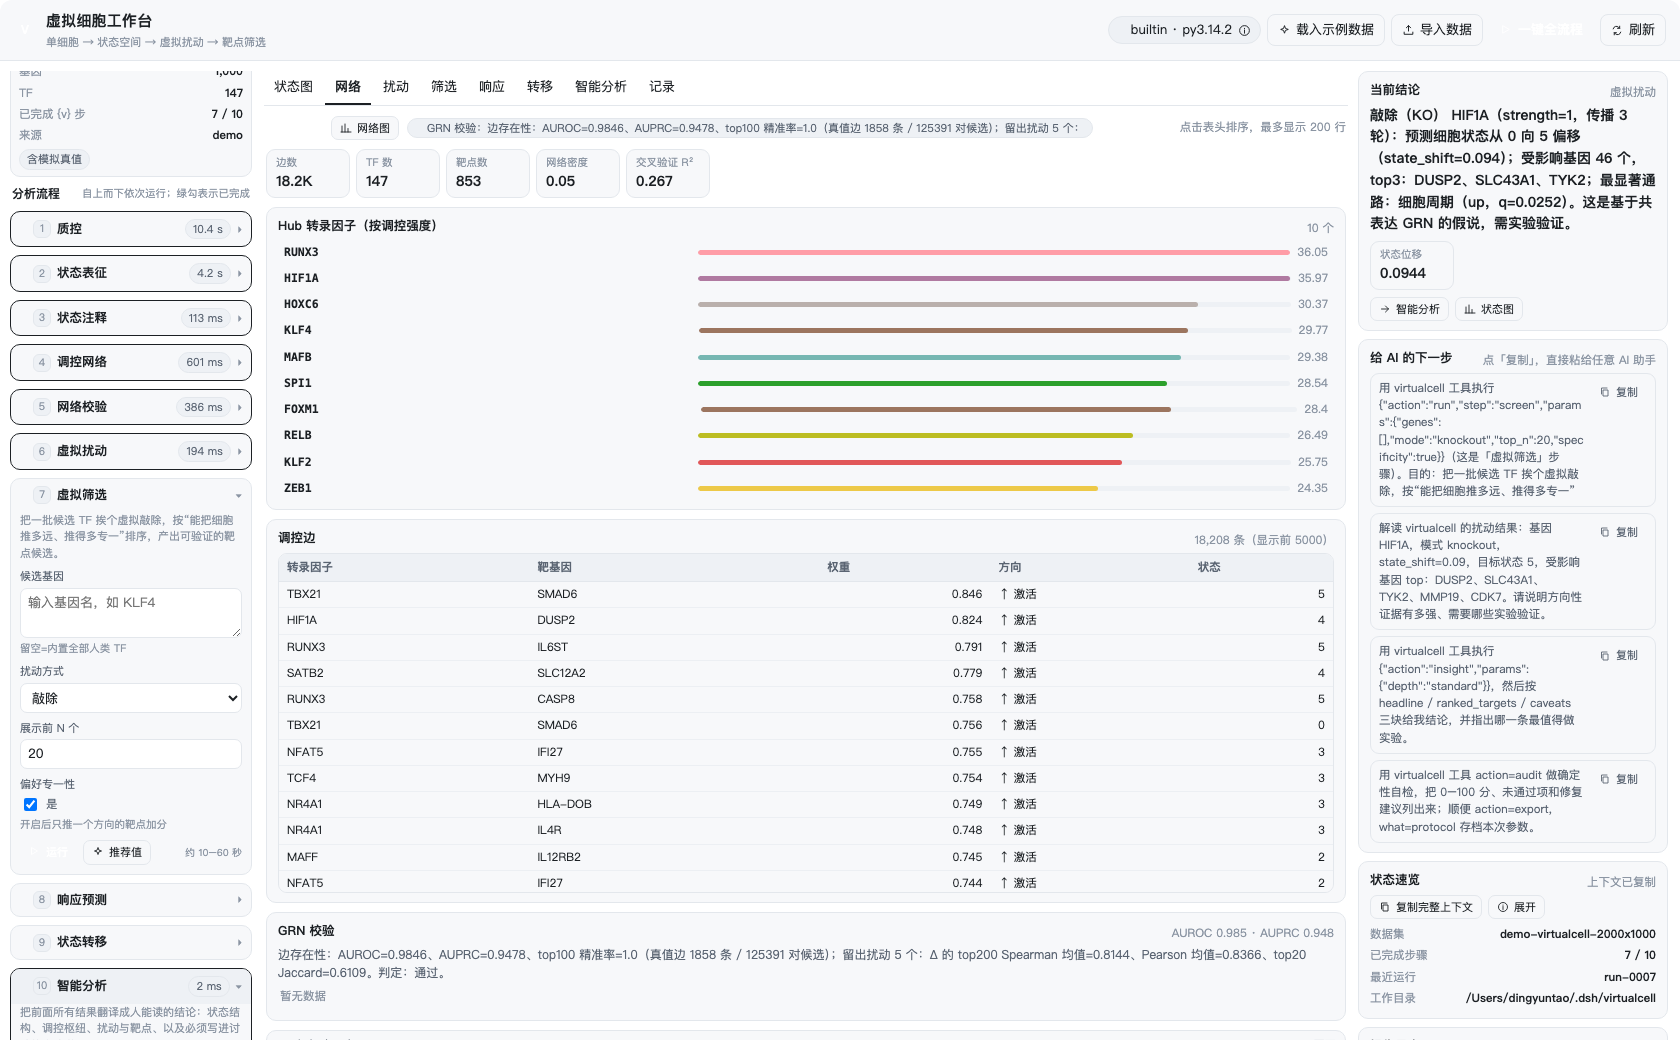 虚拟细胞工作台
单细胞 → 状态空间 → 虚拟扰动 → 靶点筛选
builtin · py3.14.2
载入示例数据
导入数据
刷新
基因 1,000
TF 147
已完成 {v} 步 7 / 10
来源 demo
含模拟真值
分析流程 自上而下依次运行；绿勾表示已完成
1 质控 10.4 s
2 状态表征 4.2 s
3 状态注释 113 ms
4 调控网络 601 ms
5 网络校验 386 ms
6 虚拟扰动 194 ms
7 虚拟筛选
把一批候选 TF 挨个虚拟敲除，按“能把细胞
推多远、推得多专一”排序，产出可验证的靶
点候选。
候选基因
输入基因名，如 KLF4
留空=内置全部人类 TF
扰动方式
敲除
展示前 N 个
20
偏好专一性
是
开启后只推一个方向的靶点加分
推荐值 约 10–60 秒
8 响应预测
9 状态转移
10 智能分析 2 ms
把前面所有结果翻译成人能读的结论：状态结
构、调控枢纽、扰动与靶点、以及必须写进讨
状态图 网络 扰动 筛选 响应 转移 智能分析 记录
网络图
GRN 校验：边存在性：AUROC=0.9846、AUPRC=0.9478、top100 精准率=1.0（真值边 1858 条 / 125391 对候选）；留出扰动 5 个：
点击表头排序，最多显示 200 行
边数 TF 数 靶点数 网络密度 交叉验证 R²
18.2K 147 853 0.05 0.267
Hub 转录因子（按调控强度） 10 个
RUNX3 36.05
HIF1A 35.97
HOXC6 30.37
KLF4 29.77
MAFB 29.38
SPI1 28.54
FOXM1 28.4
RELB 26.49
KLF2 25.75
ZEB1 24.35
调控边 18,208 条（显示前 5000）
转录因子 靶基因 权重 方向 状态
TBX21 SMAD6 0.846 ↑ 激活 5
HIF1A DUSP2 0.824 ↑ 激活 4
RUNX3 IL6ST 0.791 ↑ 激活 5
SATB2 SLC12A2 0.779 ↑ 激活 4
RUNX3 CASP8 0.758 ↑ 激活 5
TBX21 SMAD6 0.756 ↑ 激活 0
NFAT5 IFI27 0.755 ↑ 激活 3
TCF4 MYH9 0.754 ↑ 激活 3
NR4A1 HLA-DOB 0.749 ↑ 激活 3
NR4A1 IL4R 0.748 ↑ 激活 3
MAFF IL12RB2 0.745 ↑ 激活 2
NFAT5 IFI27 0.744 ↑ 激活 2
GRN 校验 AUROC 0.985 · AUPRC 0.948
边存在性：AUROC=0.9846、AUPRC=0.9478、top100 精准率=1.0（真值边 1858 条 / 125391 对候选）；留出扰动 5 个：Δ 的 top200 Spearman 均值=0.8144、Pearson 均值=0.8366、top20
Jaccard=0.6109。判定：通过。
暂无数据
当前结论 虚拟扰动
敲除（KO） HIF1A（strength=1，传播 3
轮）：预测细胞状态从 0 向 5 偏移
（state_shift=0.094）；受影响基因 46 个，
top3：DUSP2、SLC43A1、TYK2；最显著通
路：细胞周期（up，q=0.0252）。这是基于共
表达 GRN 的假说，需实验验证。
状态位移
0.0944
→ 智能分析 状态图
给 AI 的下一步 点「复制」，直接粘给任意 AI 助手
用 virtualcell 工具执行 复制
{"action":"run","step":"screen","param
s":{"genes":
[],"mode":"knockout","top_n":20,"spec
ificity":true}}（这是「虚拟筛选」步
骤）。目的：把一批候选 TF 挨个虚拟敲
除，按“能把细胞推多远、推得多专一”
解读 virtualcell 的扰动结果：基因 复制
HIF1A，模式 knockout，
state_shift=0.09，目标状态 5，受影响
基因 top：DUSP2、SLC43A1、
TYK2、MMP19、CDK7。请说明方向性
证据有多强、需要哪些实验验证。
用 virtualcell 工具执行 复制
{"action":"insight","params":
{"depth":"standard"}}，然后按
headline / ranked_targets / caveats
三块给我结论，并指出哪一条最值得做
实验。
用 virtualcell 工具 action=audit 做确定 复制
性自检，把 0–100 分、未通过项和修复
建议列出来；顺便 action=export，
what=protocol 存档本次参数。
状态速览 上下文已复制
复制完整上下文 展开
数据集 demo-virtualcell-2000x1000
已完成步骤 7 / 10
最近运行 run-0007
工作目录 /Users/dingyuntao/.dsh/virtualcell